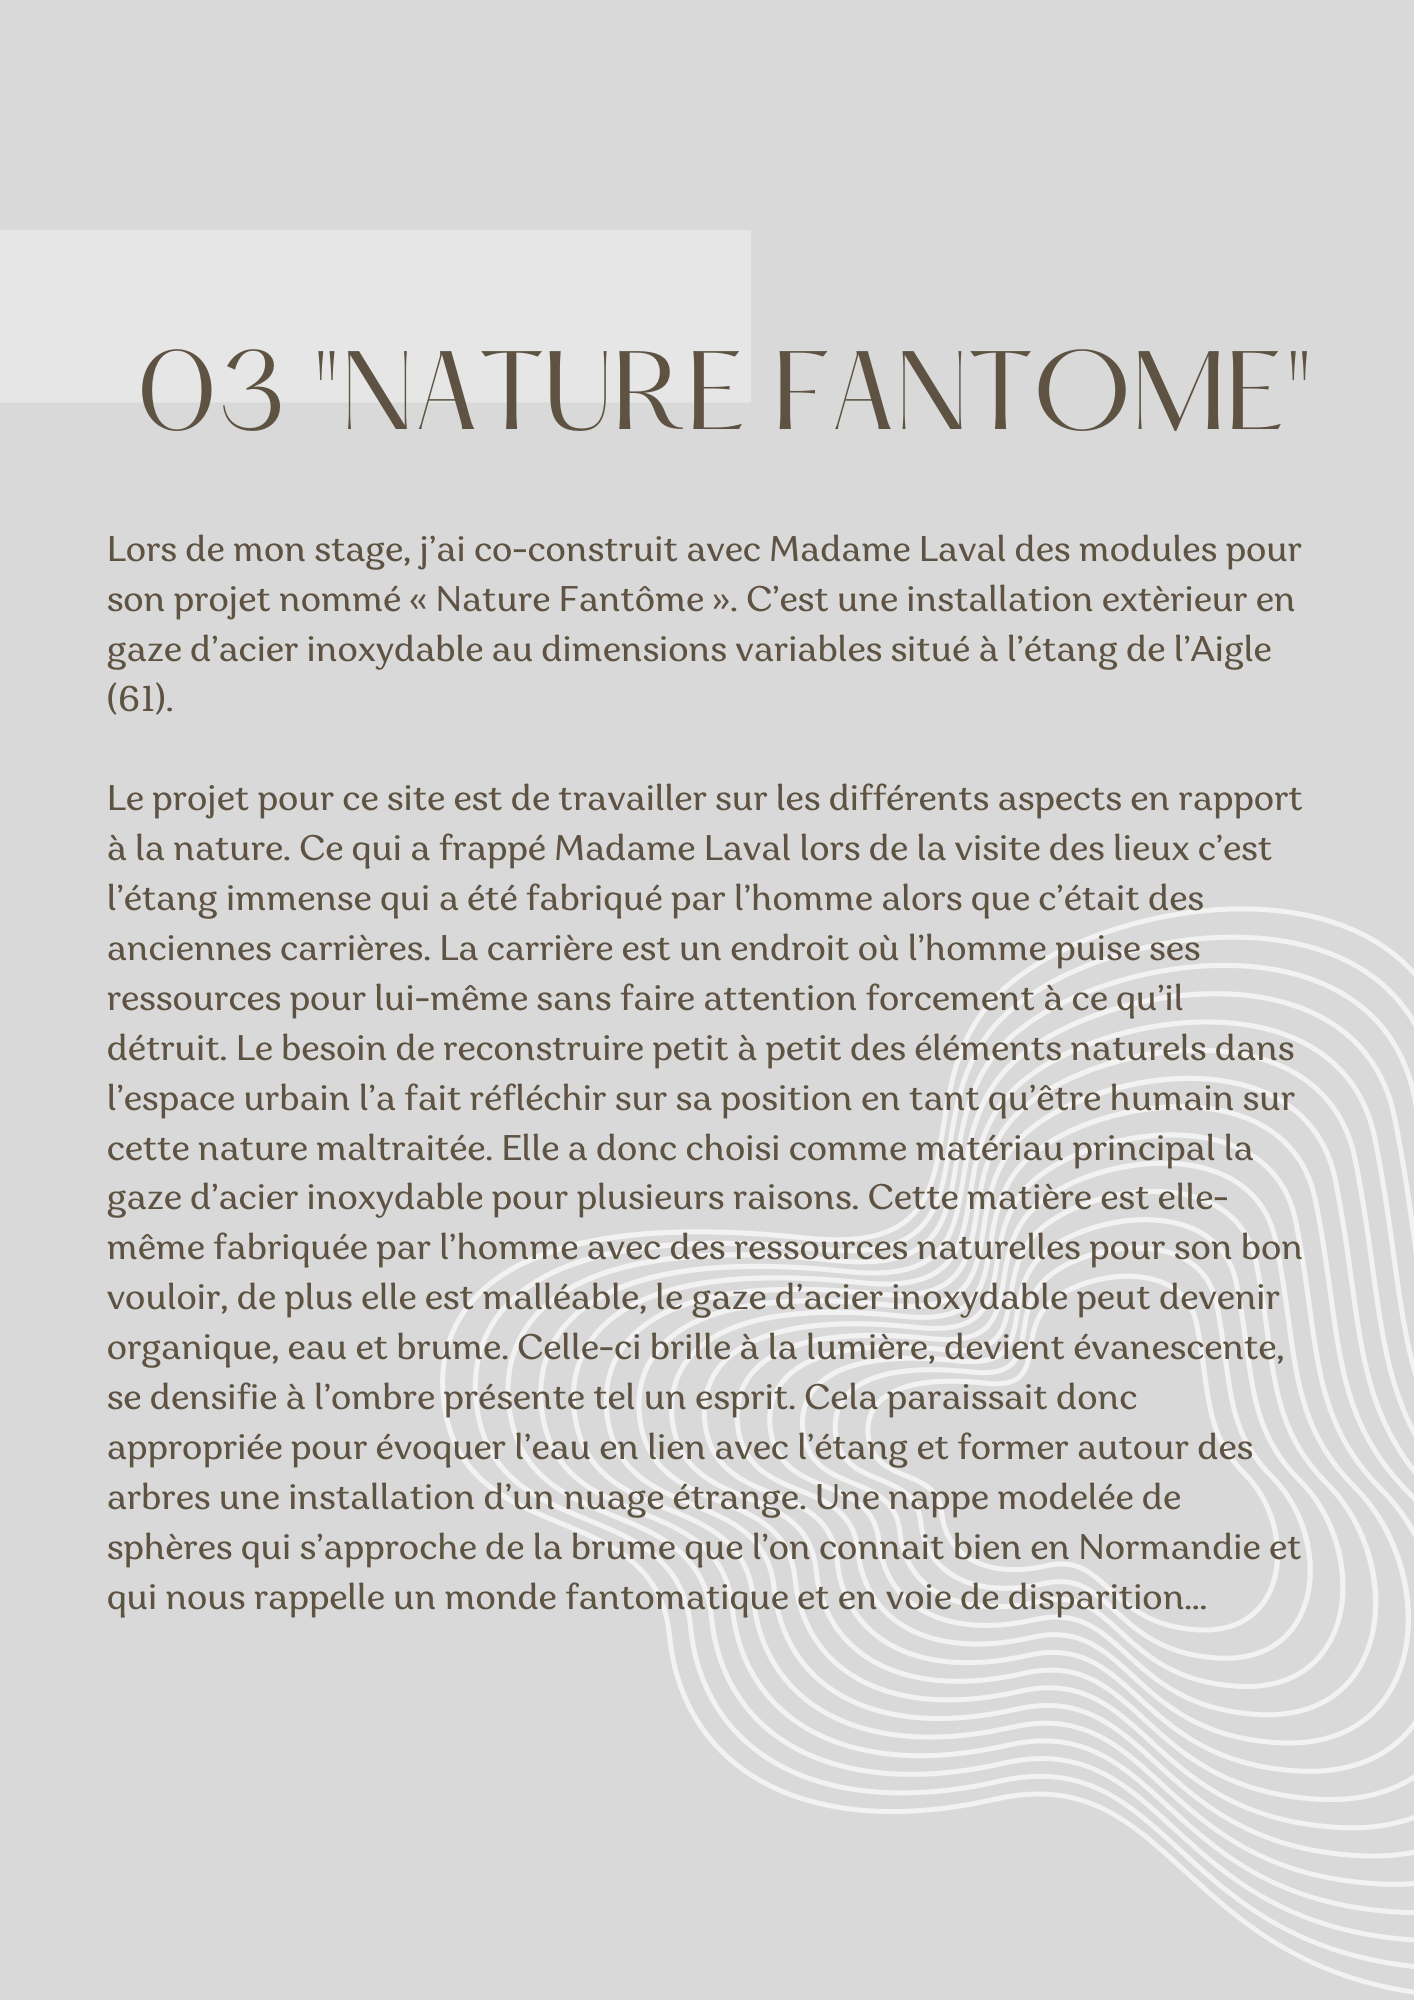 03 "NATURE FANTOME"
Lors de mon stage, j’ai co-construit avec Madame Laval des modules pour
son projet nommé « Nature Fantôme ». C’est une installation extèrieur en
gaze d’acier inoxydable au dimensions variables situé à l’étang de l’Aigle
(61).
Le projet pour ce site est de travailler sur les différents aspects en rapport
à la nature. Ce qui a frappé Madame Laval lors de la visite des lieux c’est
l’étang immense qui a été fabriqué par l’homme alors que c’était des
anciennes carrières. La carrière est un endroit où l’homme puise ses
ressources pour lui-même sans faire attention forcement à ce qu’il
détruit. Le besoin de reconstruire petit à petit des éléments naturels dans
l’espace urbain l’a fait réfléchir sur sa position en tant qu’être humain sur
cette nature maltraitée. Elle a donc choisi comme matériau principal la
gaze d’acier inoxydable pour plusieurs raisons. Cette matière est elle-
même fabriquée par l’homme avec des ressources naturelles pour son bon
vouloir, de plus elle est malléable, le gaze d’acier inoxydable peut devenir
organique, eau et brume. Celle-ci brille à la lumière, devient évanescente,
se densifie à l’ombre présente tel un esprit. Cela paraissait donc
appropriée pour évoquer l’eau en lien avec l’étang et former autour des
arbres une installation d’un nuage étrange. Une nappe modelée de
sphères qui s’approche de la brume que l’on connait bien en Normandie et
qui nous rappelle un monde fantomatique et en voie de disparition...